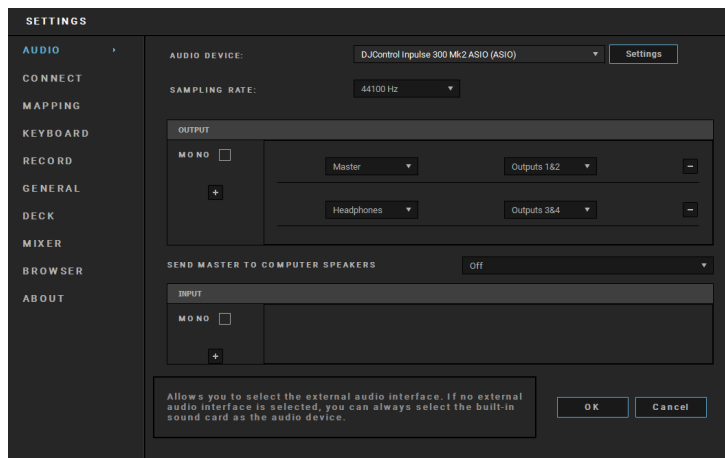 SETTINGS
AUDIO
CONNECT
MAPPING
KEYBOARD
RECORD
GENERAL
DECK
MIXER
BROWSER
ABOUT
AUDIO DEVICE: DJControl Inpulse 300 Mk2 ASIO (ASIO) Settings
SAMPLING RATE: 44100 Hz
OUTPUT
MONO
Master Outputs 1&2 −
+
Headphones Outputs 3&4 −
SEND MASTER TO COMPUTER SPEAKERS Off
INPUT
MONO
+
Allows you to select the external audio interface. If no external
audio interface is selected, you can always select the built-in
sound card as the audio device.
OK Cancel